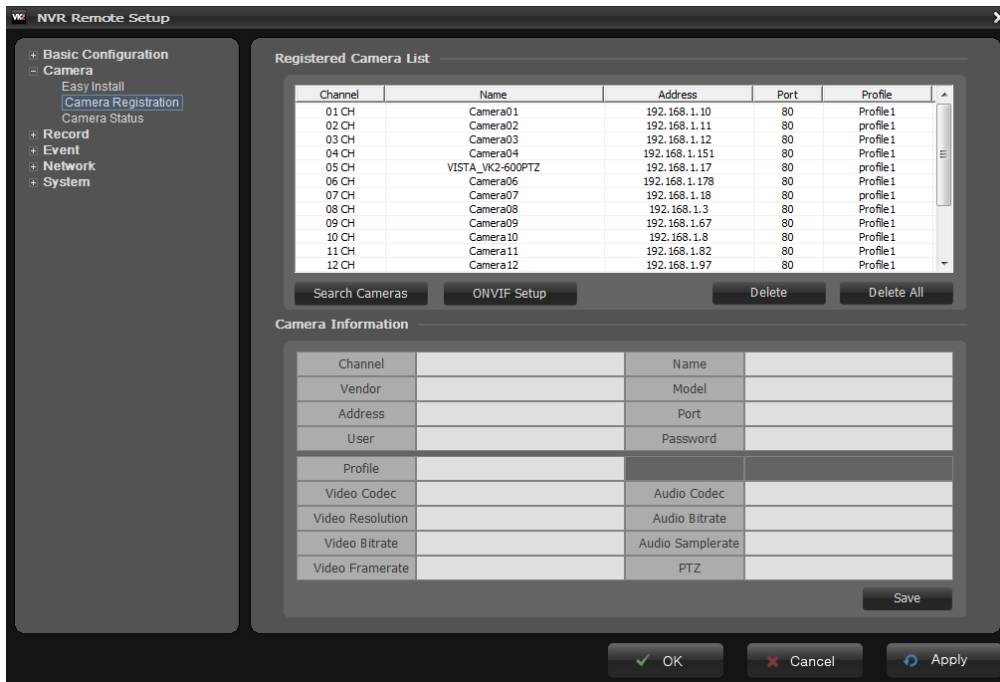 VK2 NVR Remote Setup
Basic Configuration
Camera
Easy Install
Camera Registration
Camera Status
Record
Event
Network
System
Registered Camera List
Channel Name Address Port Profile
01 CH Camera01 192.168.1.10 80 Profile1
02 CH Camera02 192.168.1.11 80 Profile1
03 CH Camera03 192.168.1.12 80 Profile1
04 CH Camera04 192.168.1.151 80 Profile1
05 CH VISTA_VK2-600PTZ 192.168.1.17 80 profile1
06 CH Camera06 192.168.1.178 80 Profile1
07 CH Camera07 192.168.1.18 80 profile1
08 CH Camera08 192.168.1.3 80 Profile1
09 CH Camera09 192.168.1.67 80 Profile1
10 CH Camera10 192.168.1.8 80 Profile1
11 CH Camera11 192.168.1.82 80 Profile1
12 CH Camera12 192.168.1.97 80 Profile1
Search Cameras ONVIF Setup Delete Delete All
Camera Information
Channel Name
Vendor Model
Address Port
User Password
Profile
Video Codec Audio Codec
Video Resolution Audio Bitrate
Video Bitrate Audio Samplerate
Video Framerate PTZ
Save
OK Cancel Apply